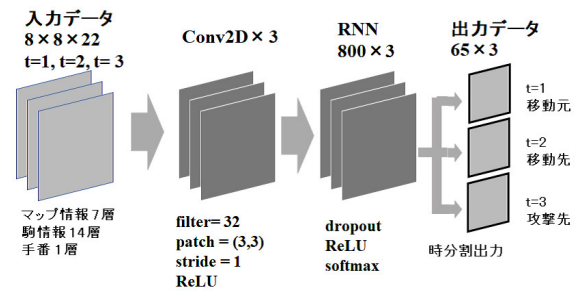 入力データ
8×8×22
t=1, t=2, t= 3
マップ情報7層
駒情報14層
手番1層
Conv2D×3
filter= 32
patch = (3,3)
stride = 1
ReLU
RNN
800×3
dropout
ReLU
softmax
出力データ
65×3
t=1
移動元
t=2
移動先
t=3
攻撃先
時分割出力